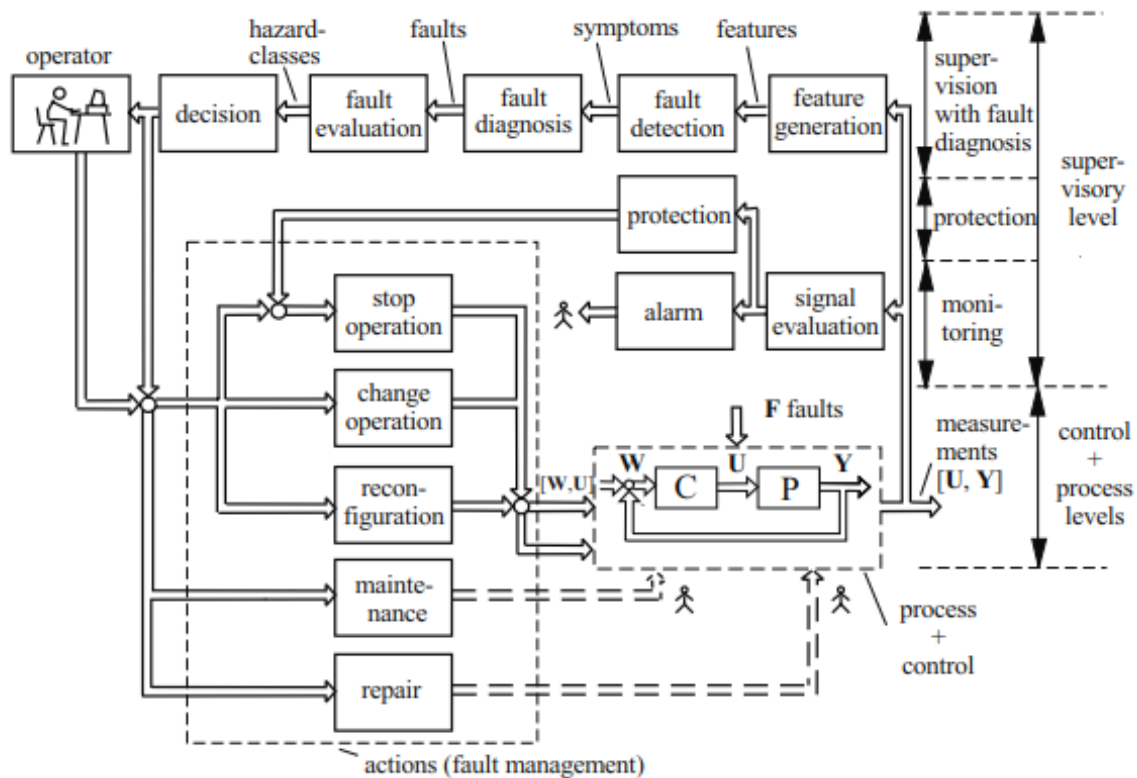 operator
hazard-
classes
faults
symptoms
features
decision
fault
evaluation
fault
diagnosis
fault
detection
feature
generation
super-
vision
with fault
diagnosis
super-
visory
level
protection
protection
stop
operation
alarm
signal
evaluation
moni-
toring
change
operation
F faults
measure-
ments
[U, Y]
control
+
process
levels
recon-
figuration
[W,U]
W
C
U
P
Y
mainte-
nance
process
+
control
repair
actions (fault management)